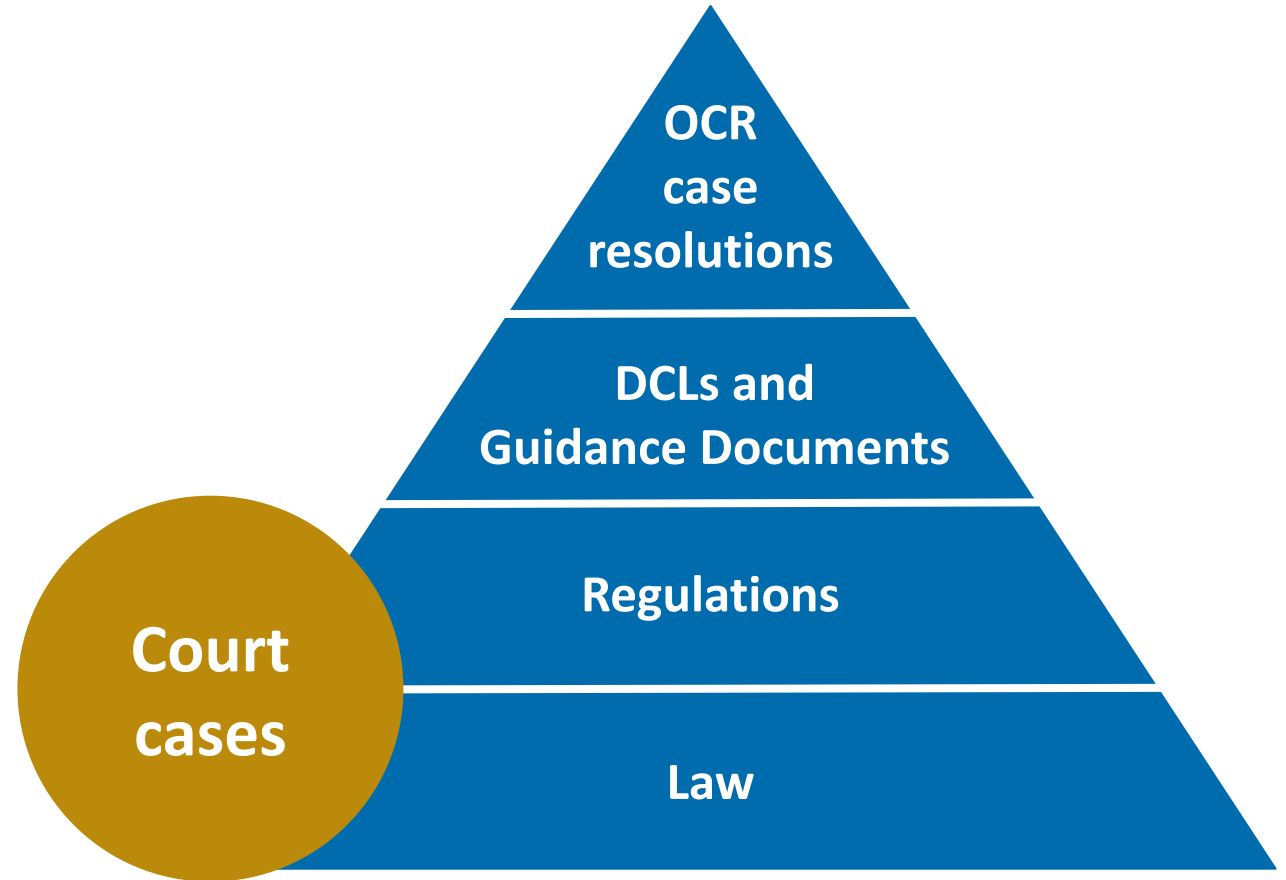 OCR
case
resolutions
DCLs and
Guidance Documents
Regulations
Court
cases
Law